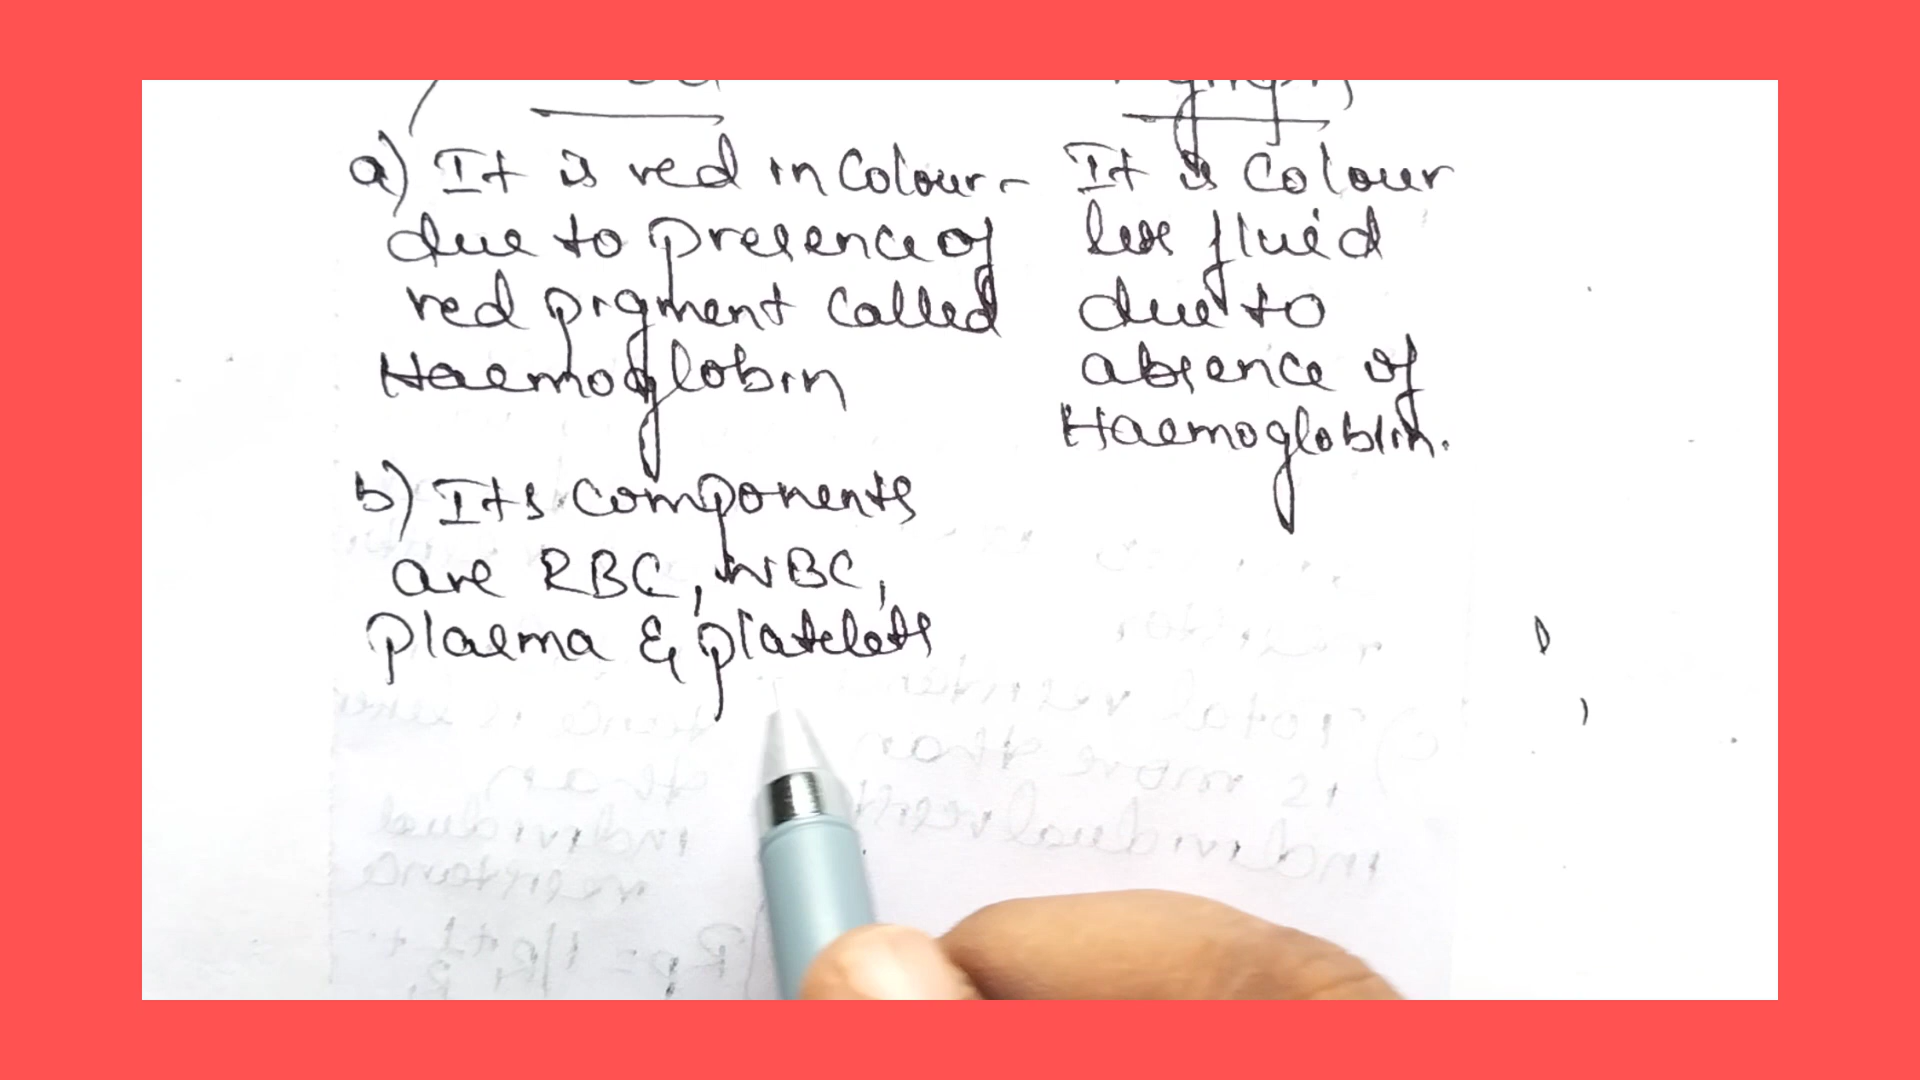 a) It is red in Colour -
due to presence of
red pigment called
Haemoglobin
b) Its components
are RBC, WBC,
plasma & platelets
It is Colour
less fluid
due to
absence of
Haemoglobin.